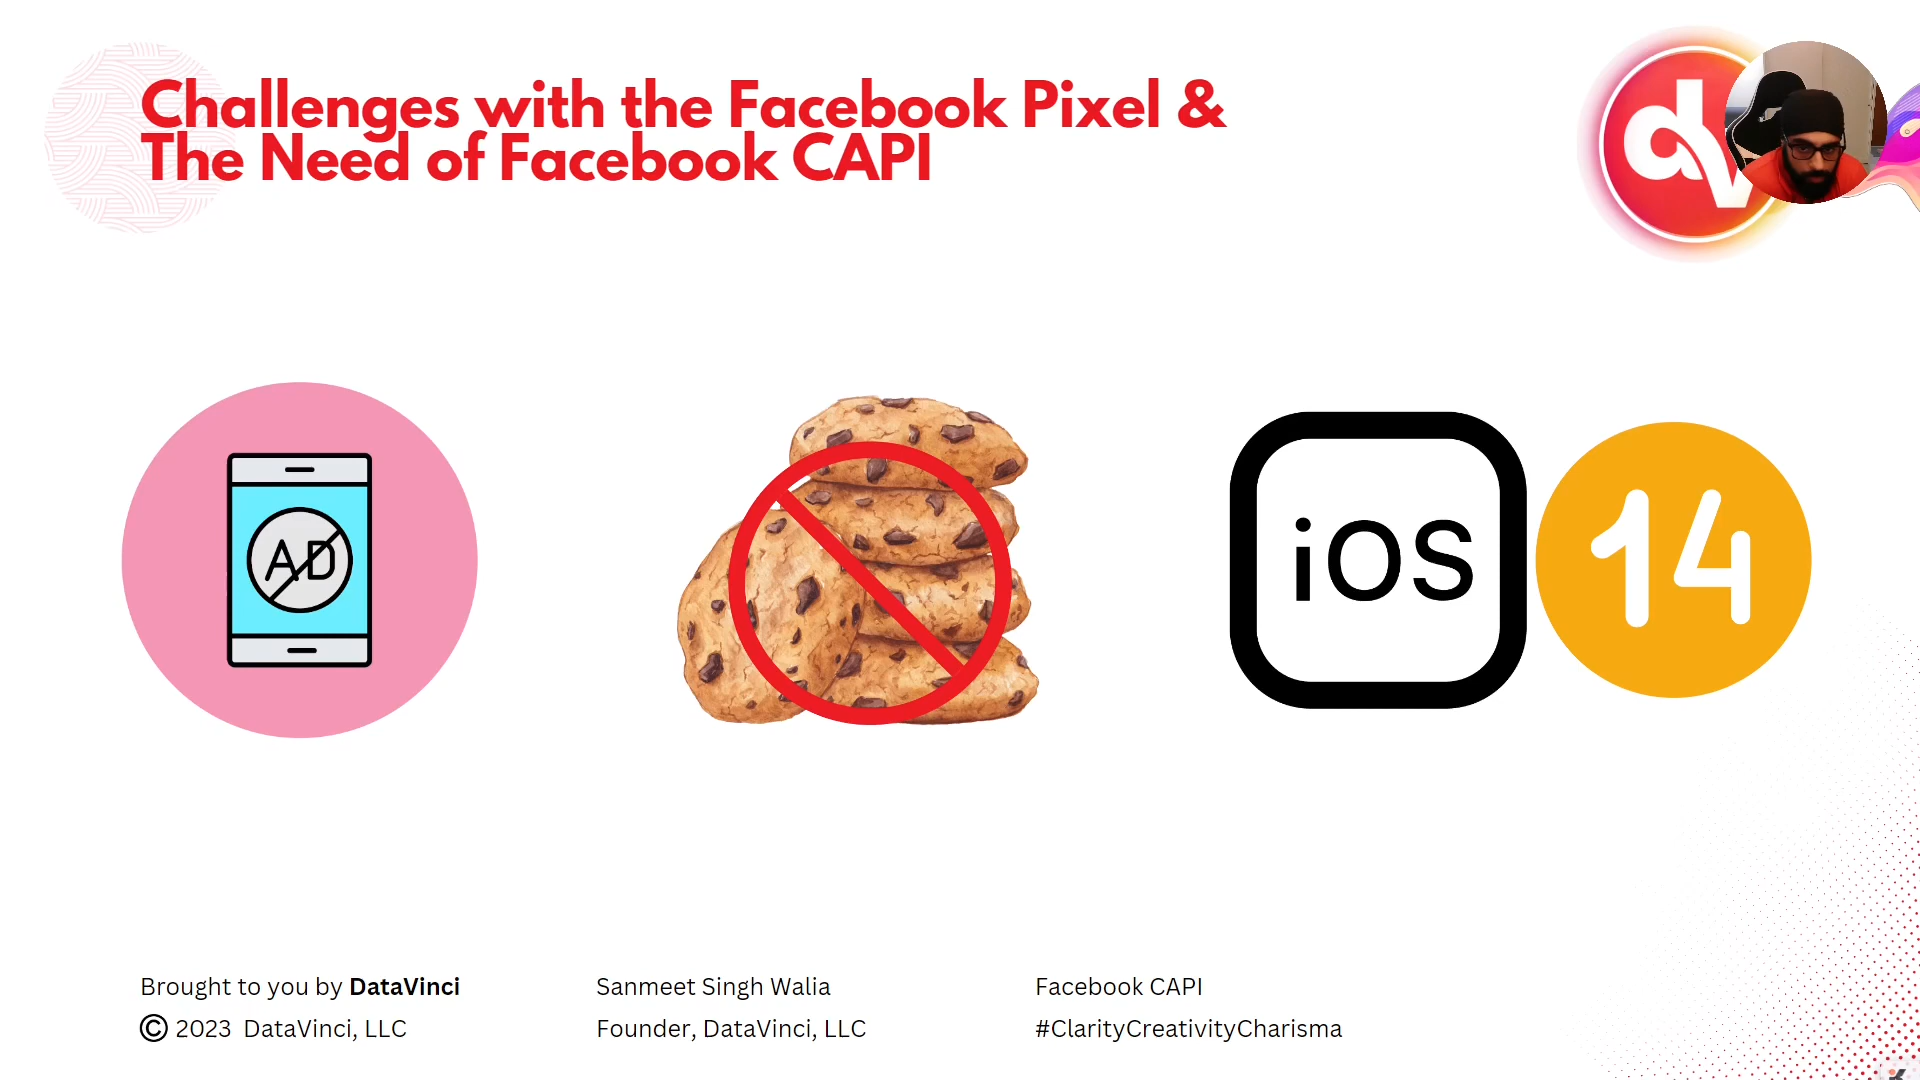 Challenges with the Facebook Pixel &
The Need of Facebook CAPI
dv
AD
iOS
14
Brought to you by DataVinci
© 2023 DataVinci, LLC
Sanmeet Singh Walia
Founder, DataVinci, LLC
Facebook CAPI
#ClarityCreativityCharisma